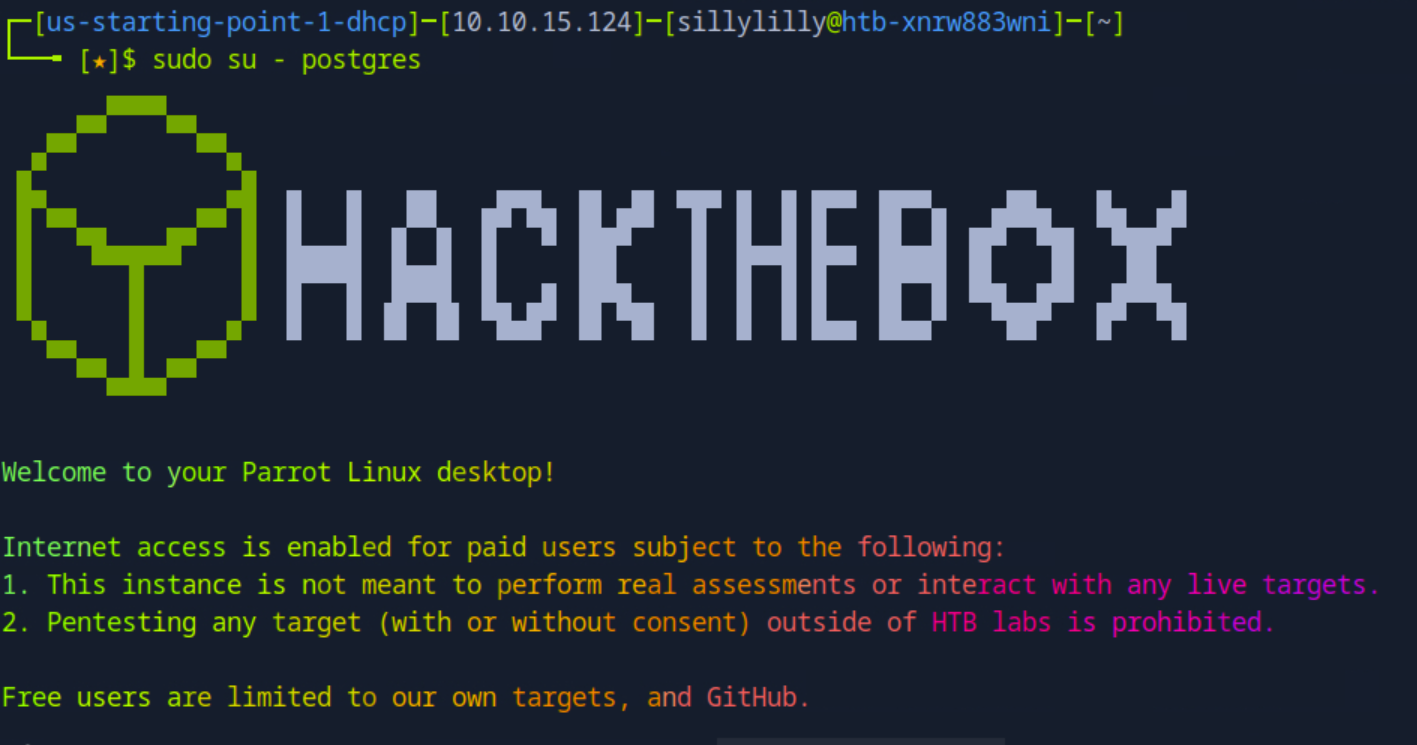 [us-starting-point-1-dhcp]-[10.10.15.124]-[sillylilly@htb-xnrw883wni]-[~]
[★]$ sudo su - postgres
HACKTHEBOX
Welcome to your Parrot Linux desktop!
Internet access is enabled for paid users subject to the following:
1. This instance is not meant to perform real assessments or interact with any live targets.
2. Pentesting any target (with or without consent) outside of HTB labs is prohibited.
Free users are limited to our own targets, and GitHub.